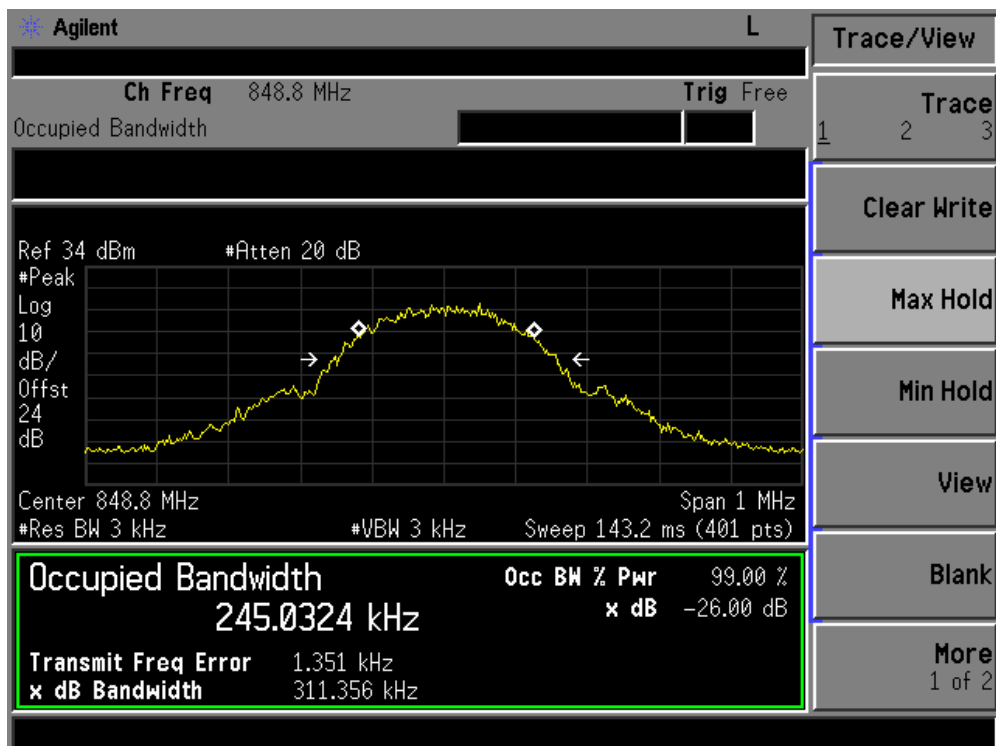 Agilent L
Ch Freq 848.8 MHz Trig Free
Occupied Bandwidth
Ref 34 dBm #Atten 20 dB
#Peak
Log
10
dB/
Offst
24
dB
Center 848.8 MHz Span 1 MHz
#Res BW 3 kHz #VBW 3 kHz Sweep 143.2 ms (401 pts)
Occupied Bandwidth Occ BW % Pwr 99.00 %
245.0324 kHz x dB -26.00 dB
Transmit Freq Error 1.351 kHz
x dB Bandwidth 311.356 kHz
Trace/View
Trace
1 2 3
Clear Write
Max Hold
Min Hold
View
Blank
More
1 of 2